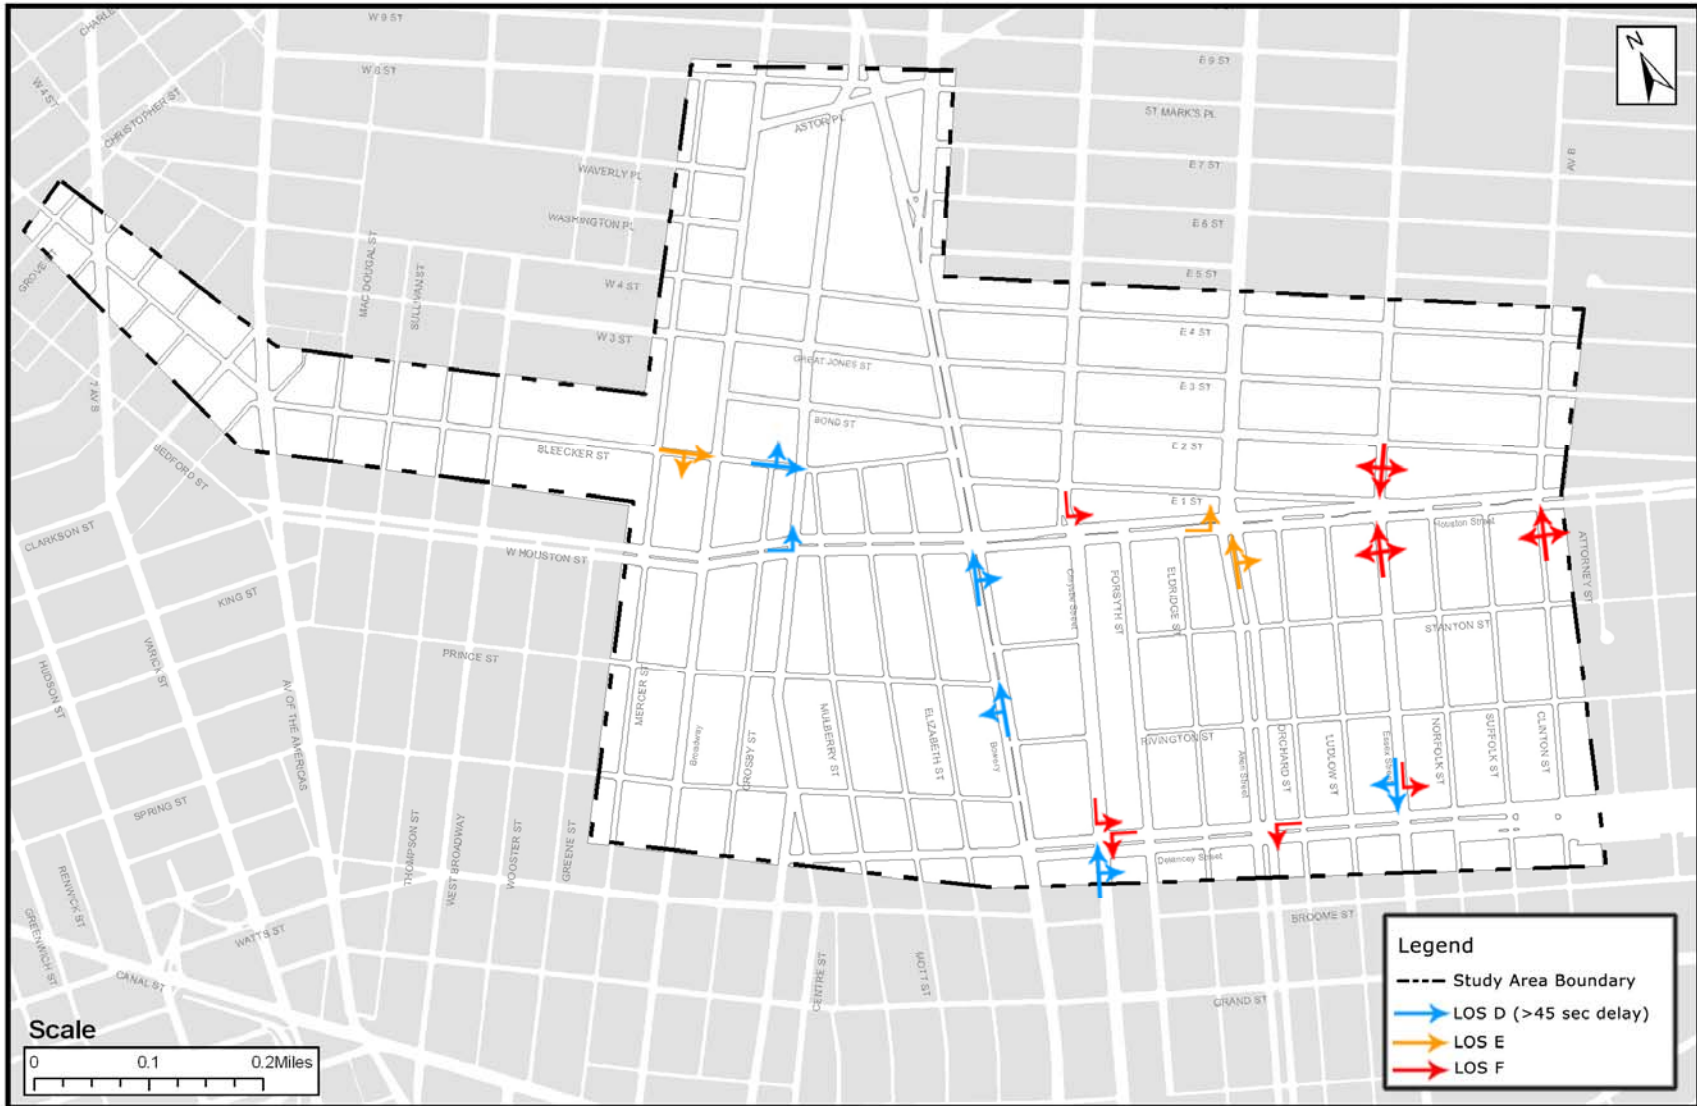 CHARLE
W 9 ST
W 8 ST
E 9 ST
N
W 4 ST
CHRISTOPHER ST
ASTOR PL
ST MARK'S PL
AV B
WAVERLY PL
E 7 ST
WASHINGTON PL
E 6 ST
GROVE ST
MAC DOUGAL ST
SULLIVAN ST
W 4 ST
E 5 ST
W 3 ST
E 4 ST
GREAT JONES ST
7 AV S
E 3 ST
BOND ST
BLEECKER ST
E 2 ST
BEDFORD ST
E 1 ST
CLARKSON ST
W HOUSTON ST
Houston Street
ATTORNEY ST
KING ST
Chrystie Street
FORSYTH ST
ELDRIDGE ST
STANTON ST
HUDSON ST
VARICK ST
PRINCE ST
AV OF THE AMERICAS
MERCER ST
Broadway
CROSBY ST
MULBERRY ST
ELIZABETH ST
Bowery
RIVINGTON ST
Allen Street
ORCHARD ST
LUDLOW ST
Essex Street
NORFOLK ST
SUFFOLK ST
CLINTON ST
SPRING ST
THOMPSON ST
WEST BROADWAY
WOOSTER ST
GREENE ST
Delancey Street
RENWICK ST
GREENWICH ST
WATTS ST
BROOME ST
CANAL ST
CENTRE ST
MOTT ST
GRAND ST
Scale
0 0.1 0.2Miles
Legend
Study Area Boundary
LOS D (>45 sec delay)
LOS E
LOS F